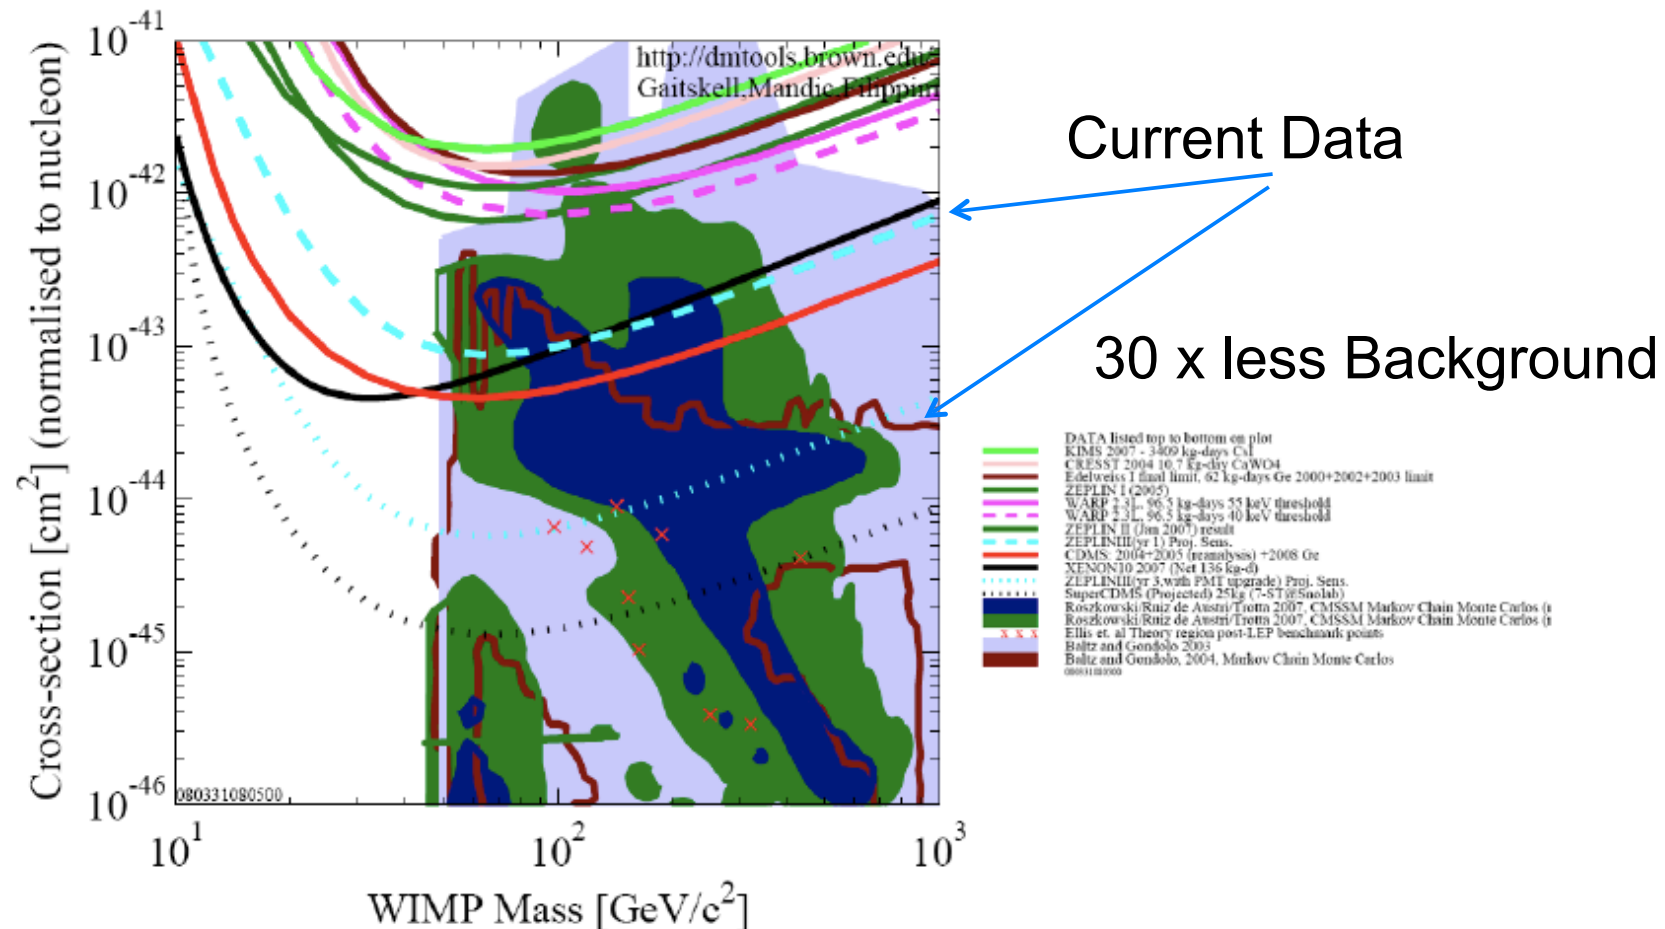 10^-41
10^-42
10^-43
10^-44
10^-45
10^-46
Cross-section [cm^2] (normalised to nucleon)
http://dmtools.brown.edu/
Gaitskell,Mandic,Filippini
080331080500
10^1
10^2
10^3
WIMP Mass [GeV/c^2]
Current Data
30 x less Background
DATA listed top to bottom on plot
KIMS 2007 - 3409 kg-days CsI
CRESST 2004 10.7 kg-day CaWO4
Edelweiss I final limit, 62 kg-days Ge 2000+2002+2003 limit
ZEPLIN I (2005)
WARP 2.3L, 96.5 kg-days 55 keV threshold
WARP 2.3L, 96.5 kg-days 40 keV threshold
ZEPLIN II (Jan 2007) result
ZEPLINIII (yr 1) Proj. Sens.
CDMS: 2004+2005 (reanalysis) +2008 Ge
XENON10 2007 (Net 136 kg-d)
ZEPLINIII (yr 3, with PMT upgrade) Proj. Sens.
SuperCDMS (Projected) 25kg (7-ST@Snolab)
Roszkowski/Ruiz de Austri/Trotta 2007, CMSSM Markov Chain Monte Carlos (
Roszkowski/Ruiz de Austri/Trotta 2007, CMSSM Markov Chain Monte Carlos (
x x x Ellis et. al Theory region post-LEP benchmark points
Baltz and Gondolo 2003
Baltz and Gondolo, 2004, Markov Chain Monte Carlos
080331080500